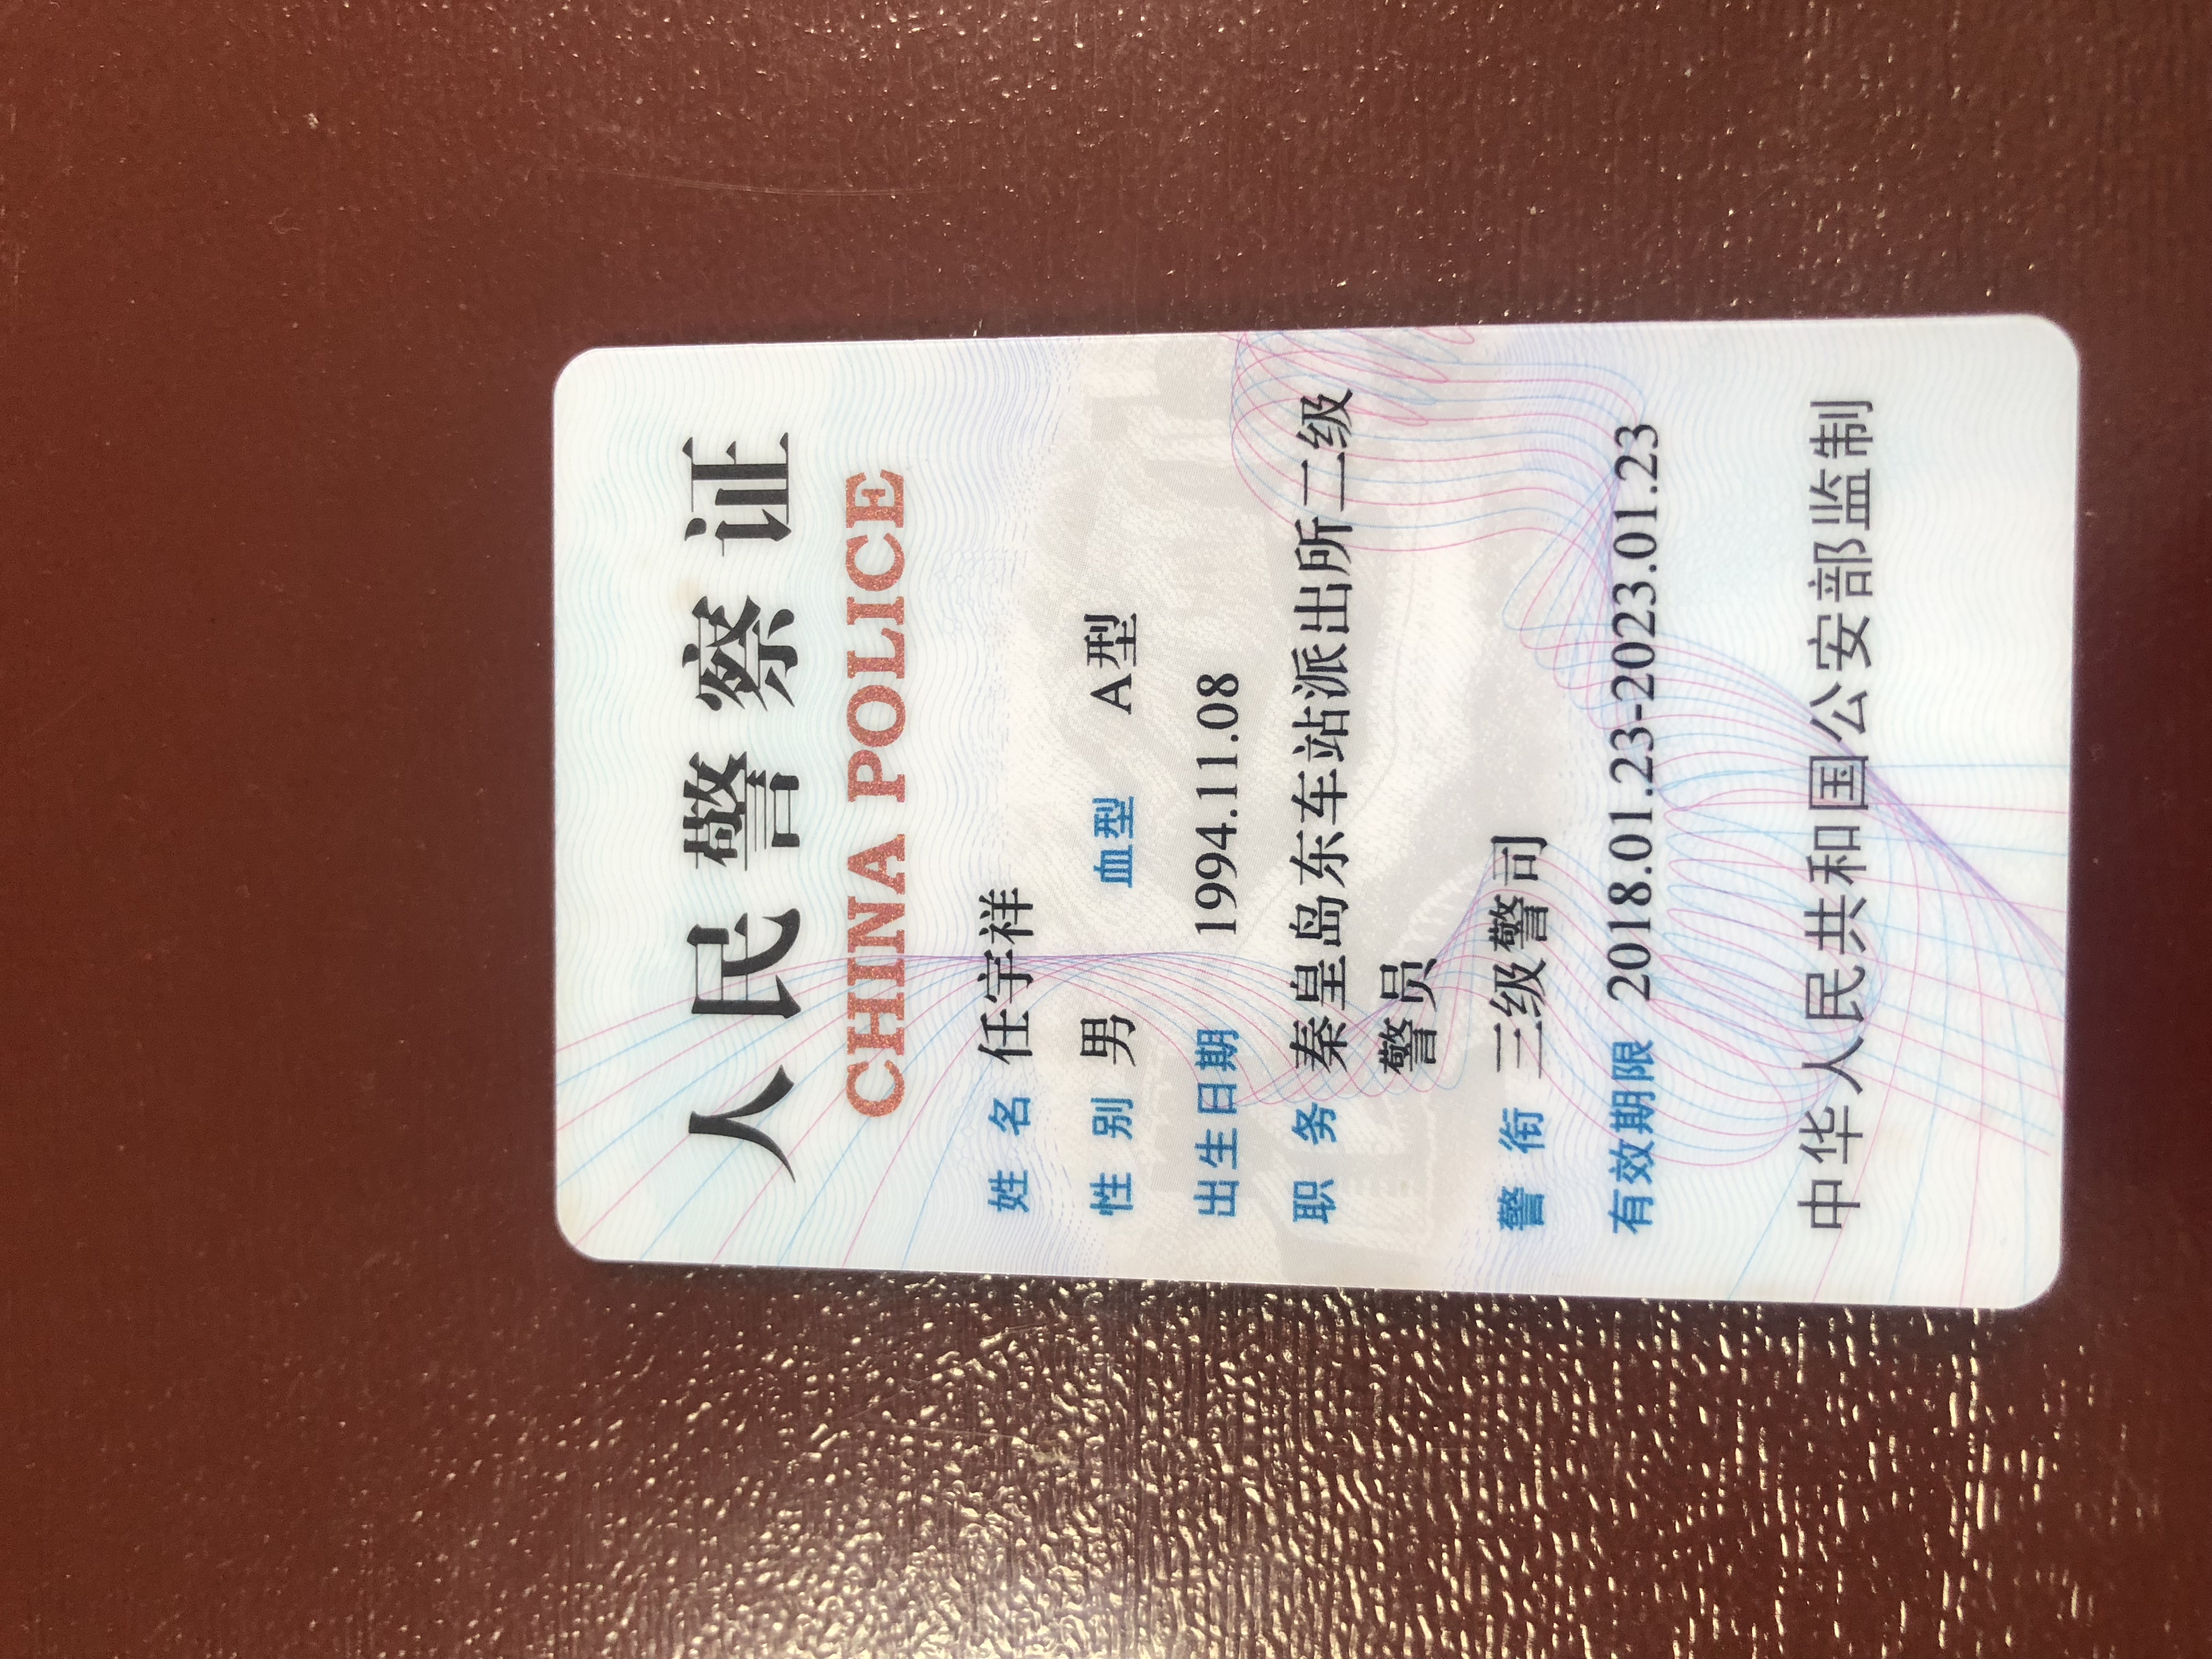 人民警察证
CHINA POLICE
姓 名 任宇祥
性 别 男 血型 A型
出生日期 1994.11.08
职 务 秦皇岛东车站派出所二级
警员
警 衔 三级警司
有效期限 2018.01.23-2023.01.23
中华人民共和国公安部监制